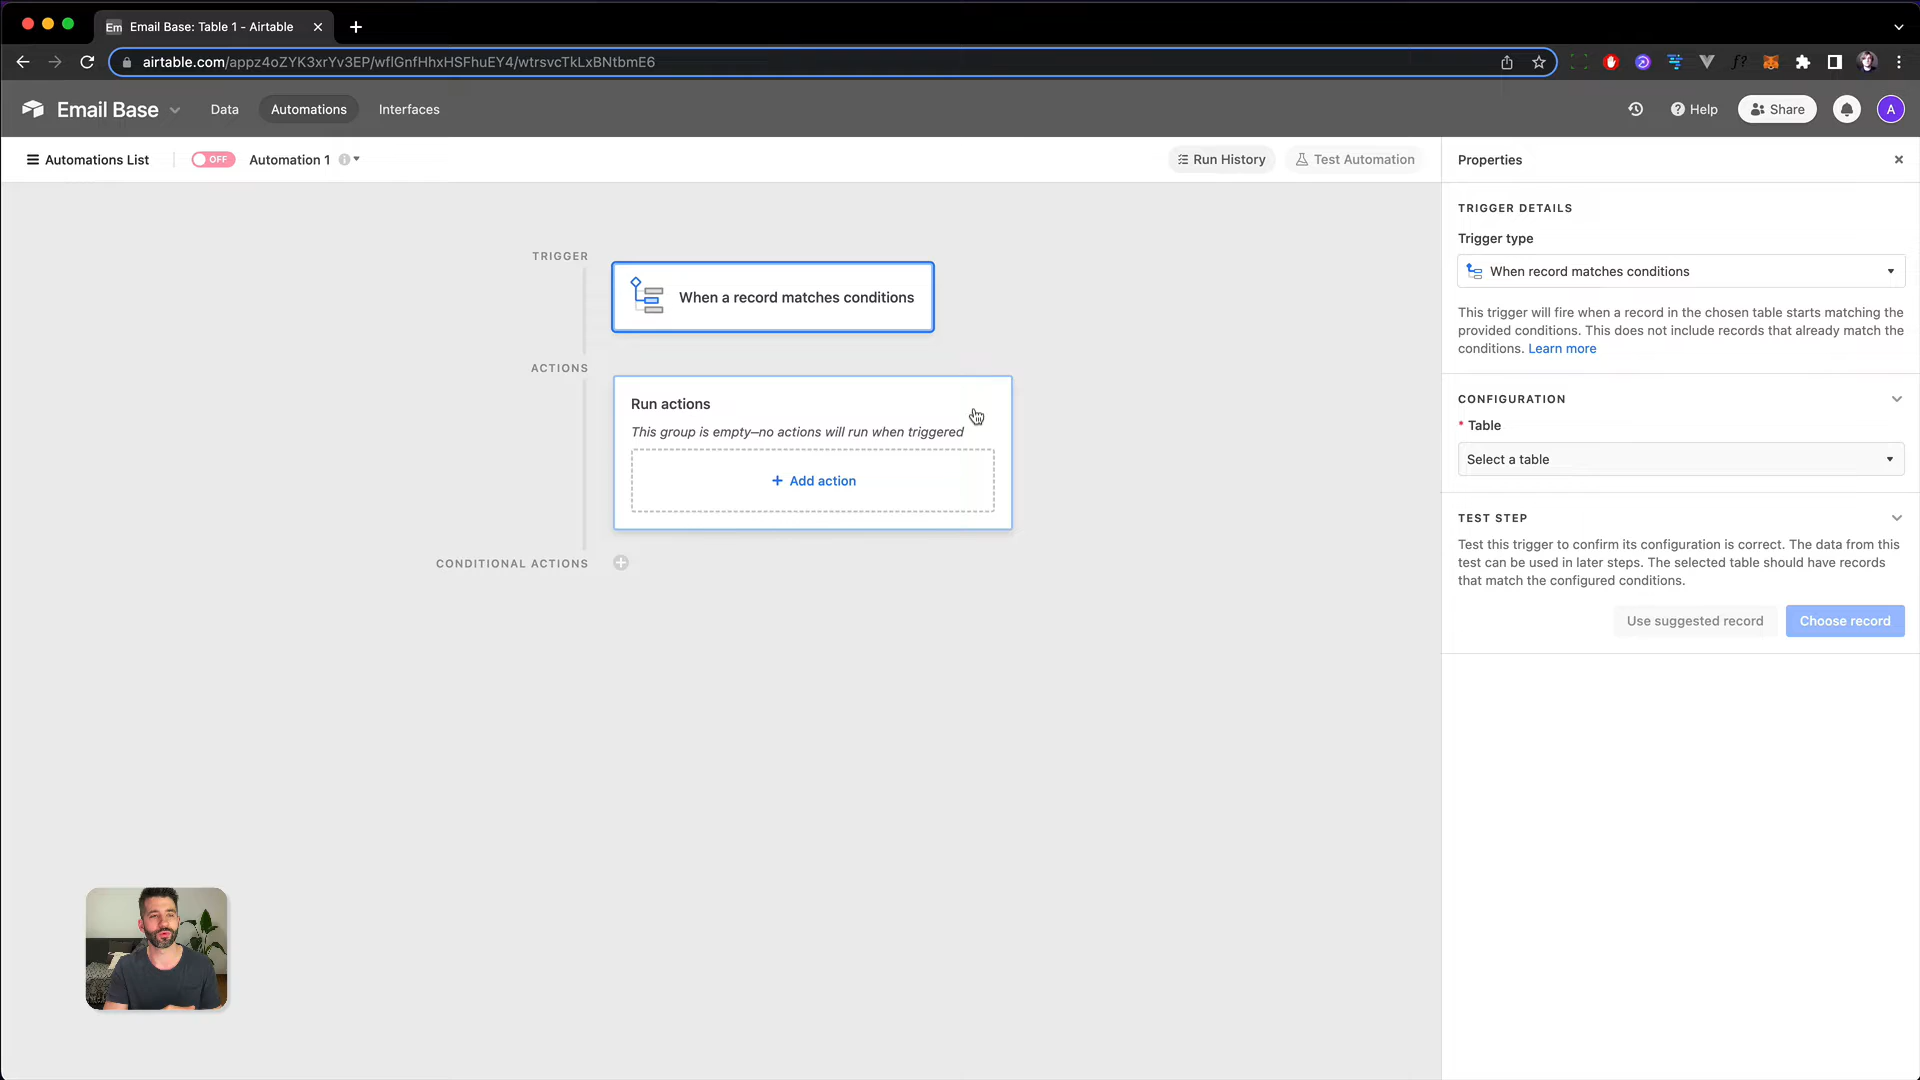 Em Email Base: Table 1 - Airtable
airtable.com/appz4oZYK3xrYv3EP/wflGnfHhxHSFhuEY4/wtrsvcTkLxBNtbmE6
Email Base Data Automations Interfaces Help Share A
Automations List OFF Automation 1 Run History Test Automation Properties
TRIGGER
When a record matches conditions
ACTIONS
Run actions
This group is empty—no actions will run when triggered
+ Add action
CONDITIONAL ACTIONS
TRIGGER DETAILS
Trigger type
When record matches conditions
This trigger will fire when a record in the chosen table starts matching the
provided conditions. This does not include records that already match the
conditions. Learn more
CONFIGURATION
* Table
Select a table
TEST STEP
Test this trigger to confirm its configuration is correct. The data from this
test can be used in later steps. The selected table should have records
that match the configured conditions.
Use suggested record Choose record